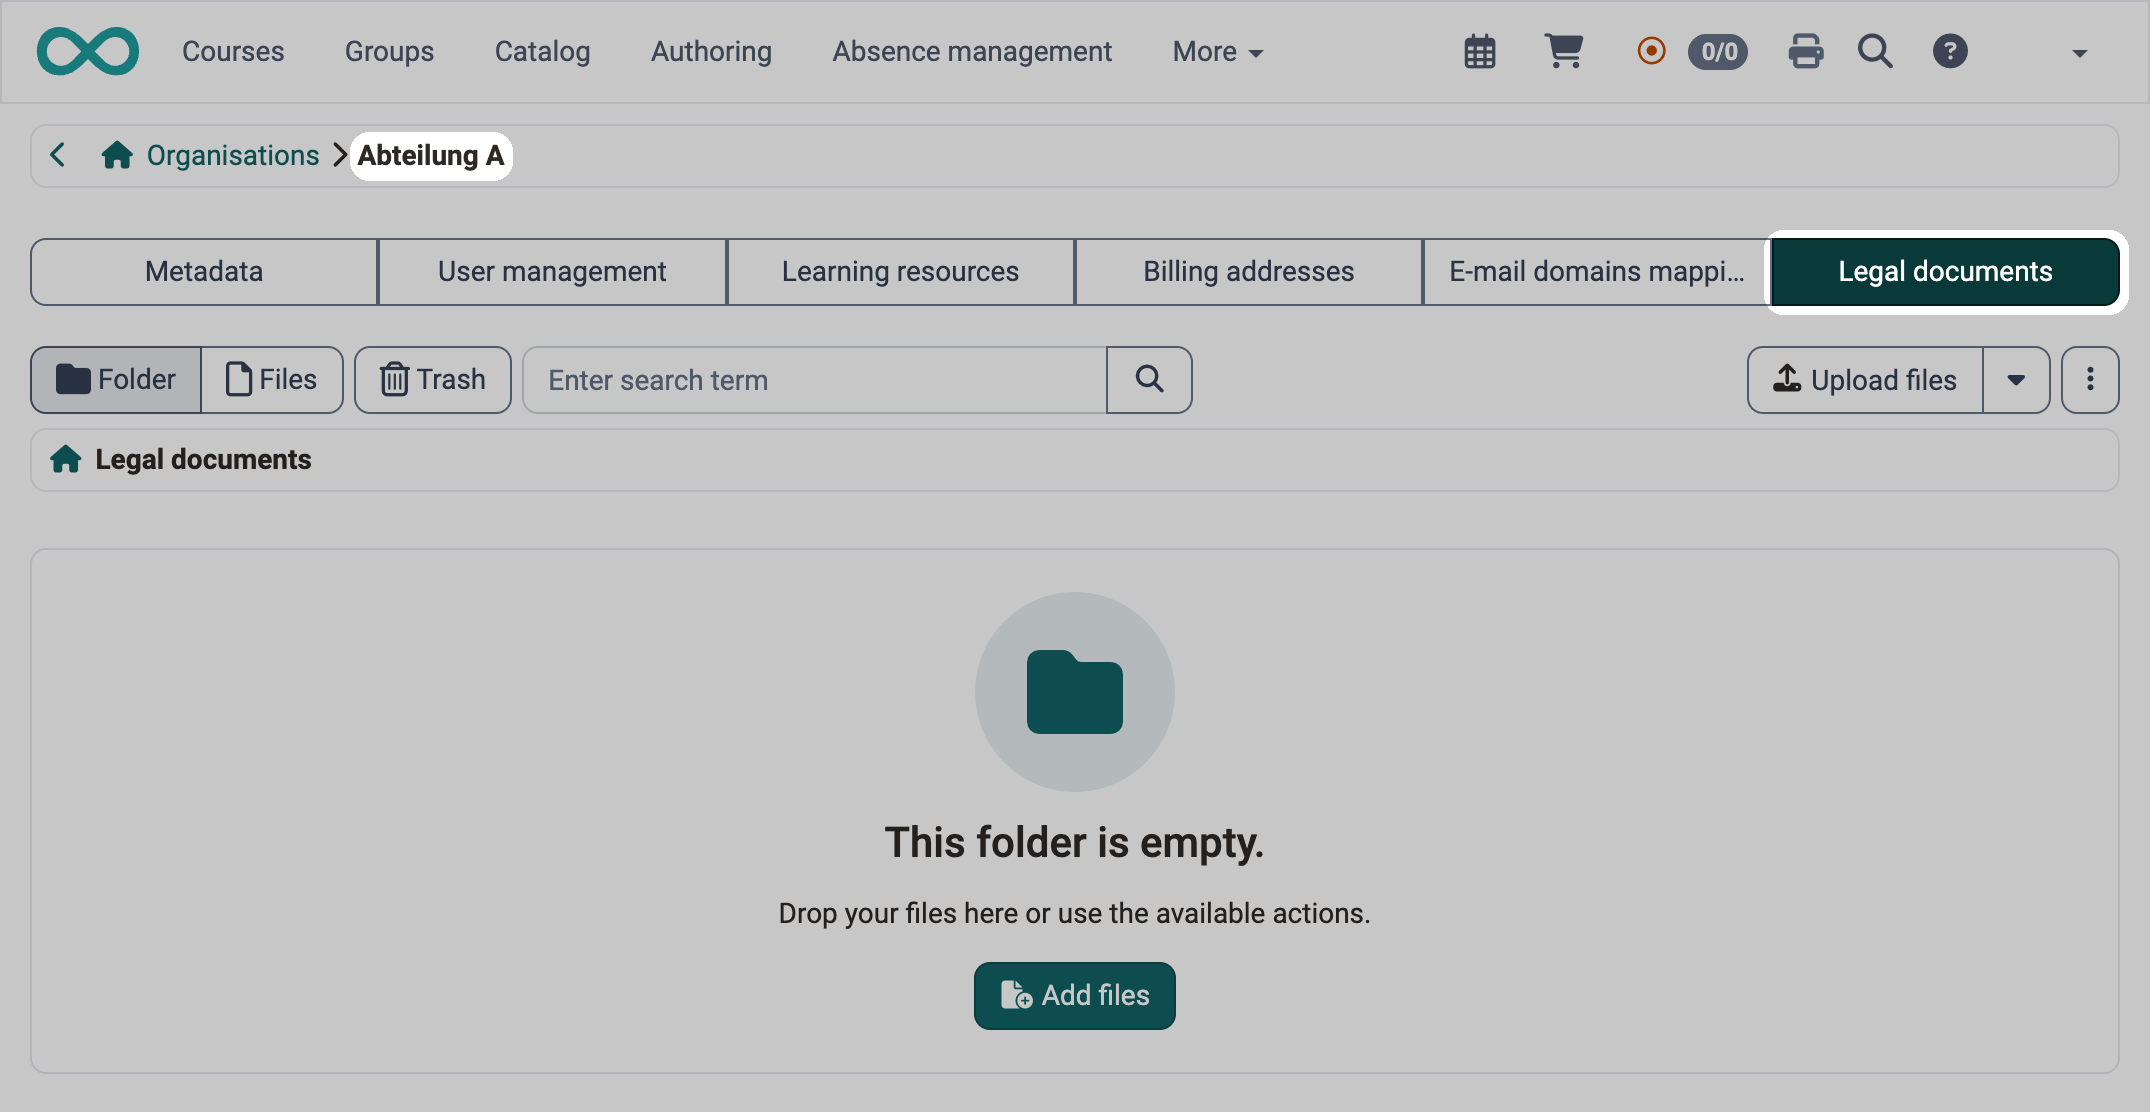 Courses Groups Catalog Authoring Absence management More 0/0 ?
Organisations > Abteilung A
Metadata User management Learning resources Billing addresses E-mail domains mappi... Legal documents
Folder Files Trash Enter search term Upload files
Legal documents
This folder is empty.
Drop your files here or use the available actions.
Add files